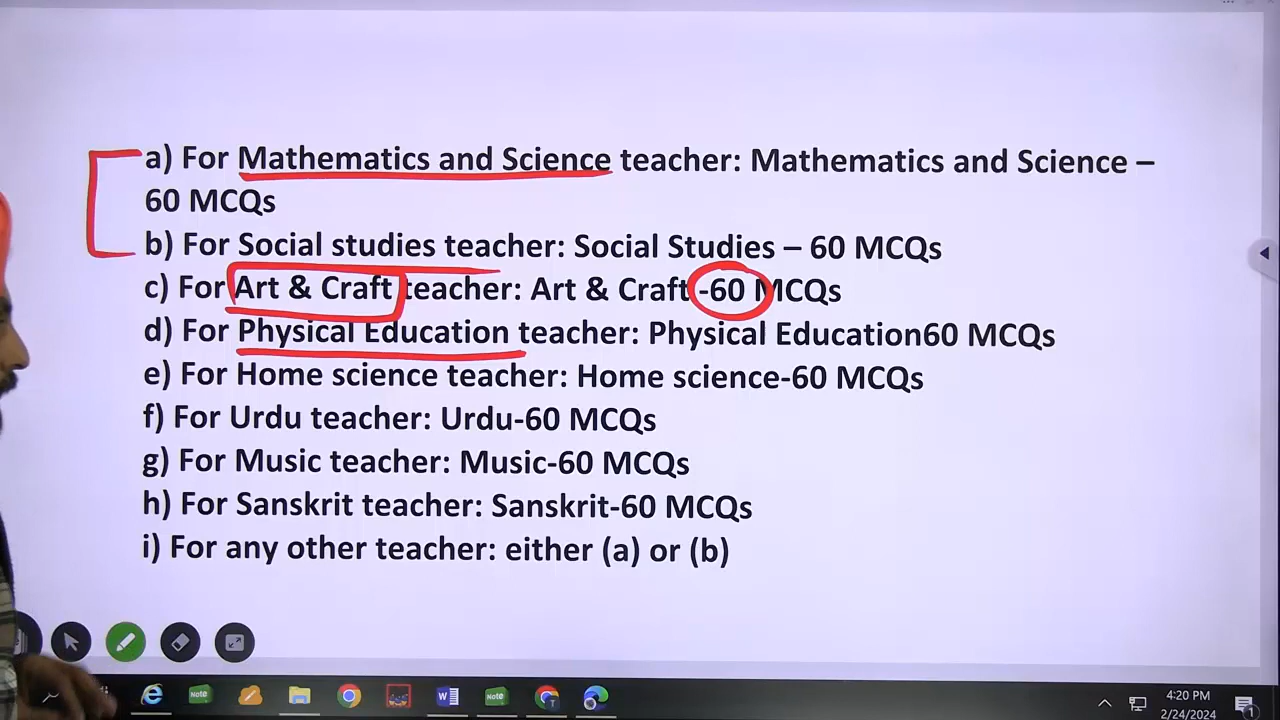 a) For Mathematics and Science teacher: Mathematics and Science –
60 MCQs
b) For Social studies teacher: Social Studies – 60 MCQs
c) For Art & Craft teacher: Art & Craft -60 MCQs
d) For Physical Education teacher: Physical Education60 MCQs
e) For Home science teacher: Home science-60 MCQs
f) For Urdu teacher: Urdu-60 MCQs
g) For Music teacher: Music-60 MCQs
h) For Sanskrit teacher: Sanskrit-60 MCQs
i) For any other teacher: either (a) or (b)
Note
Note
4:20 PM
2/24/2024
1